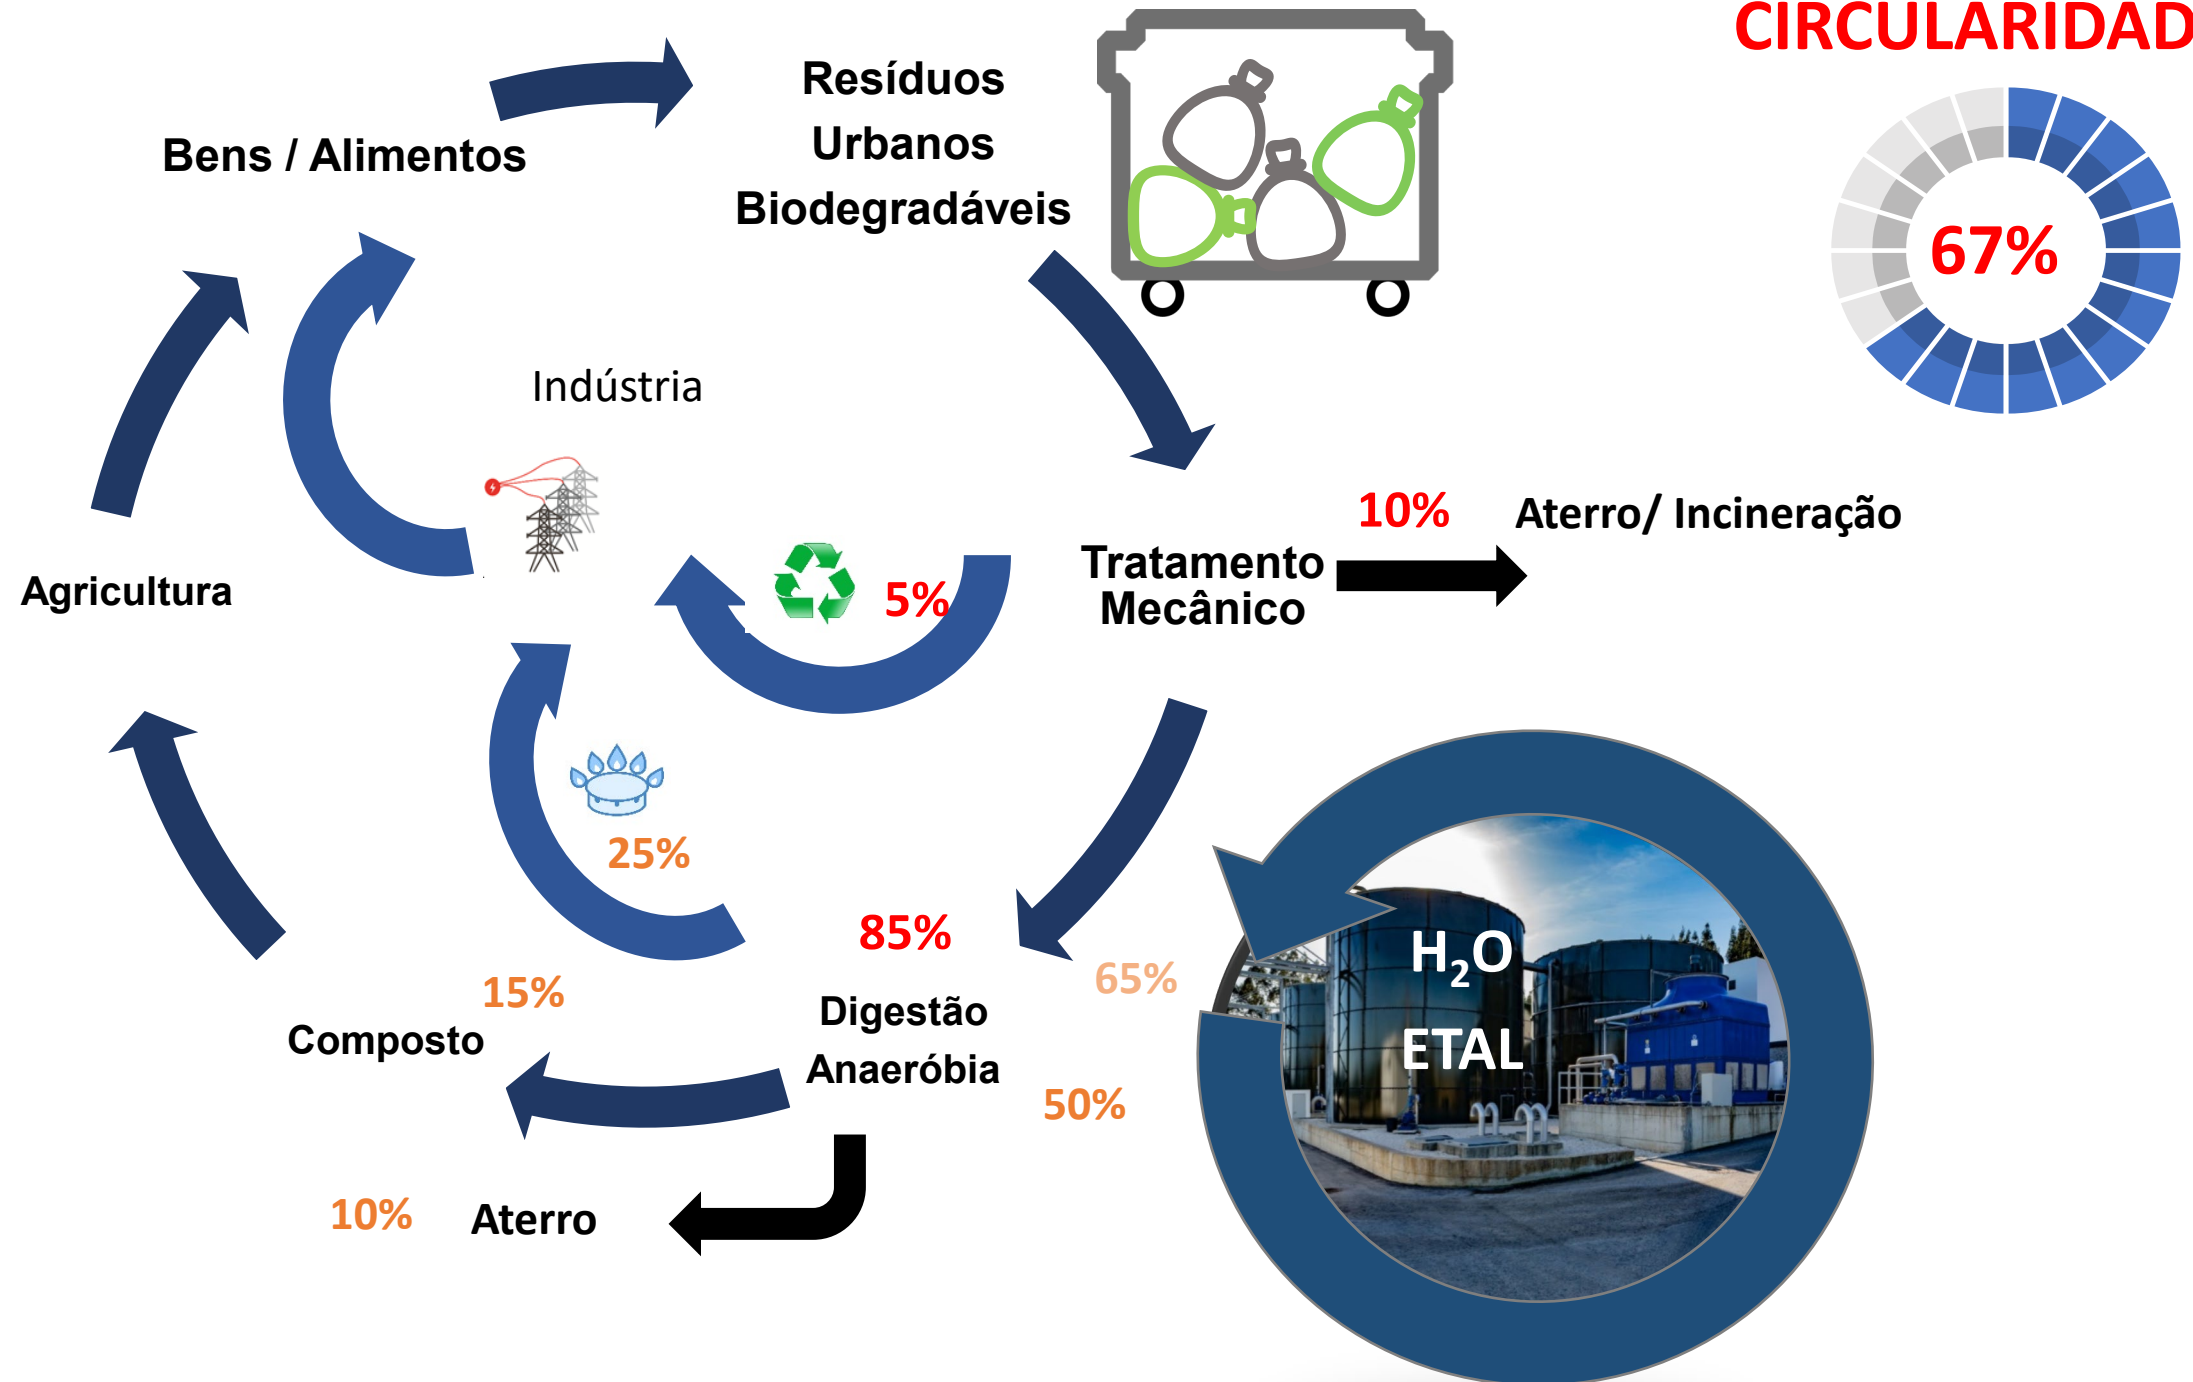 CIRCULARIDAD
67%
Resíduos
Urbanos
Biodegradáveis
Bens / Alimentos
Indústria
10%
Aterro/ Incineração
Tratamento
Mecânico
5%
Agricultura
25%
85%
65%
Digestão
Anaeróbia
15%
Composto
50%
10%
Aterro
H₂O
ETAL